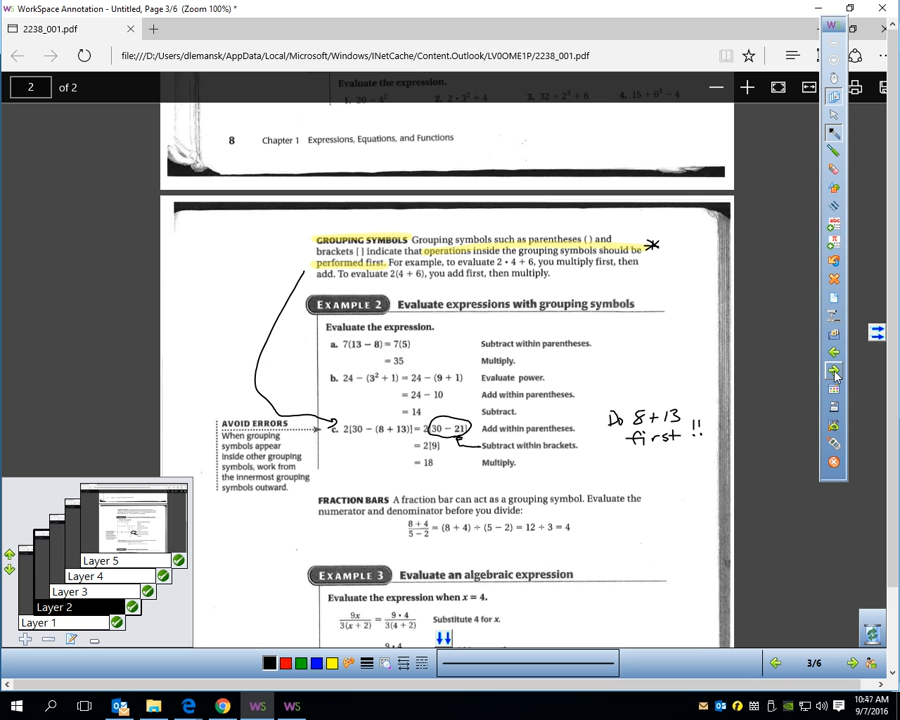 WorkSpace Annotation - Untitled, Page 3/6 (Zoom 100%) *
2238_001.pdf
file:///D:/Users/dlemansk/AppData/Local/Microsoft/Windows/INetCache/Content.Outlook/LV0OME1P/2238_001.pdf
2 of 2
Evaluate the expression.
8 Chapter 1 Expressions, Equations, and Functions
GROUPING SYMBOLS Grouping symbols such as parentheses ( ) and
brackets [ ] indicate that operations inside the grouping symbols should be
performed first. For example, to evaluate 2 • 4 + 6, you multiply first, then
add. To evaluate 2(4 + 6), you add first, then multiply.
EXAMPLE 2 Evaluate expressions with grouping symbols
Evaluate the expression.
a. 7(13 − 8) = 7(5) Subtract within parentheses.
= 35 Multiply.
b. 24 − (3² + 1) = 24 − (9 + 1) Evaluate power.
= 24 − 10 Add within parentheses.
= 14 Subtract.
c. 2[30 − (8 + 13)] = 2[30 − 21] Add within parentheses.
= 2[9] Subtract within brackets.
= 18 Multiply.
Do 8+13
first !!
AVOID ERRORS
When grouping
symbols appear
inside other grouping
symbols, work from
the innermost grouping
symbols outward.
FRACTION BARS A fraction bar can act as a grouping symbol. Evaluate the
numerator and denominator before you divide:
8 + 4 / 5 − 2 = (8 + 4) ÷ (5 − 2) = 12 ÷ 3 = 4
EXAMPLE 3 Evaluate an algebraic expression
Evaluate the expression when x = 4.
9x / 3(x + 2) = 9 • 4 / 3(4 + 2) Substitute 4 for x.
Layer 5
Layer 4
Layer 3
Layer 2
Layer 1
3/6
10:47 AM
9/7/2016